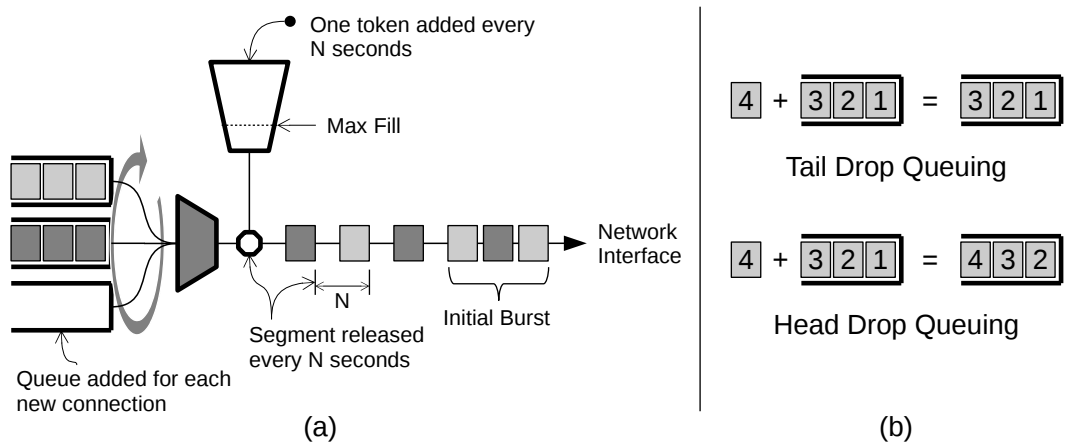 One token added every
N seconds
Max Fill
Network
Interface
N
Initial Burst
Segment released
every N seconds
Queue added for each
new connection
(a)
4 + 3 2 1 = 3 2 1
Tail Drop Queuing
4 + 3 2 1 = 4 3 2
Head Drop Queuing
(b)